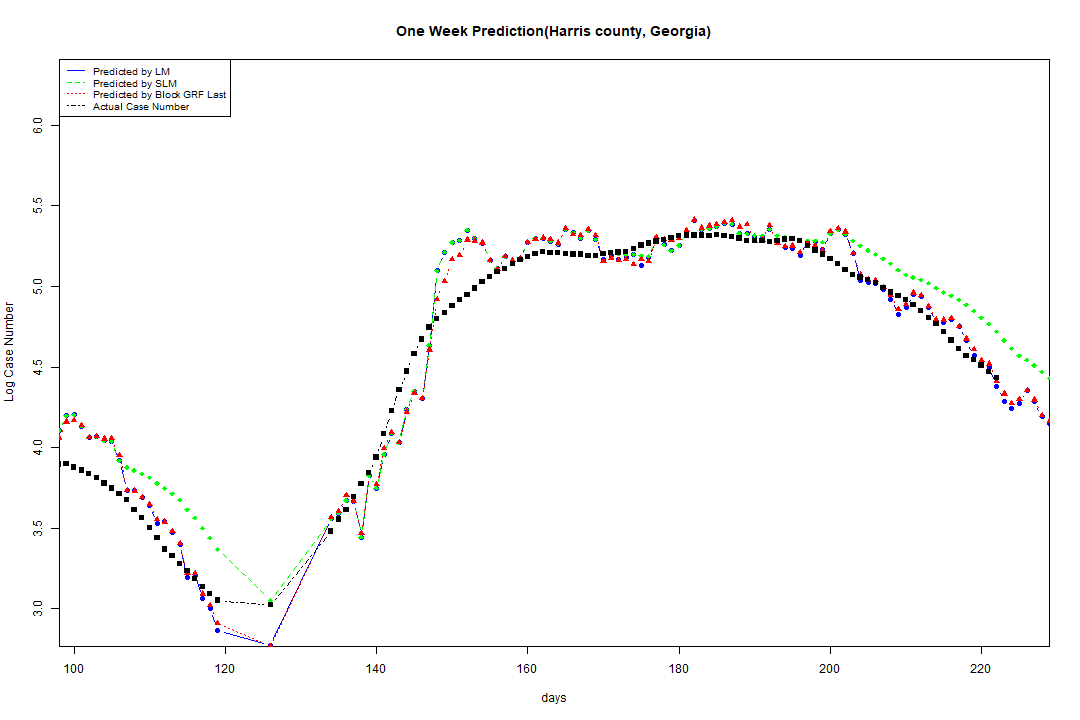 One Week Prediction(Harris county, Georgia)
Predicted by LM
Predicted by SLM
Predicted by Block GRF Last
Actual Case Number
6.0
5.5
5.0
4.5
4.0
3.5
3.0
Log Case Number
100 120 140 160 180 200 220
days